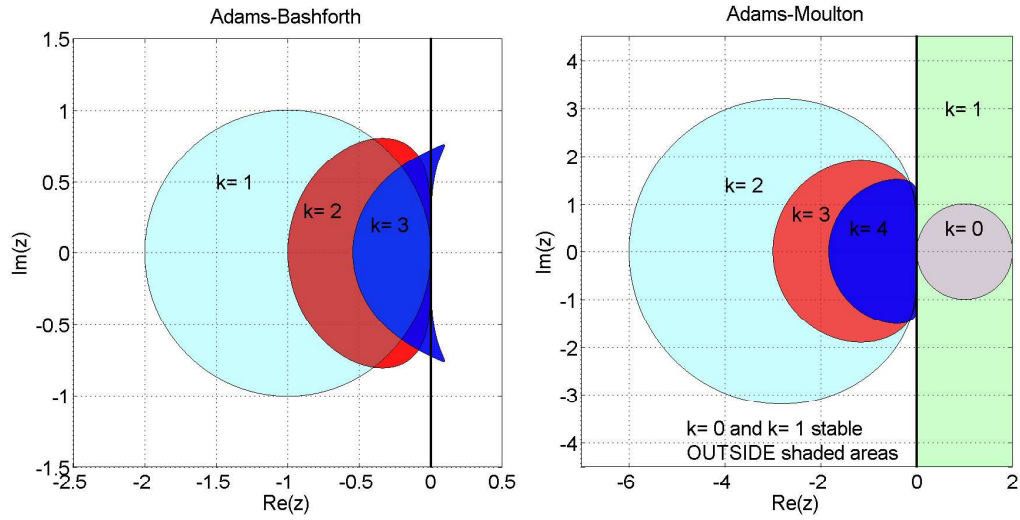 Adams-Bashforth
1.5
1
0.5
0
-0.5
-1
-1.5
Im(z)
k= 1
k= 2
k= 3
-2.5
-2
-1.5
-1
-0.5
0
0.5
Re(z)
Adams-Moulton
4
3
2
1
0
-1
-2
-3
-4
Im(z)
k= 1
k= 2
k= 3
k= 4
k= 0
k= 0 and k= 1 stable
OUTSIDE shaded areas
-6
-4
-2
0
2
Re(z)